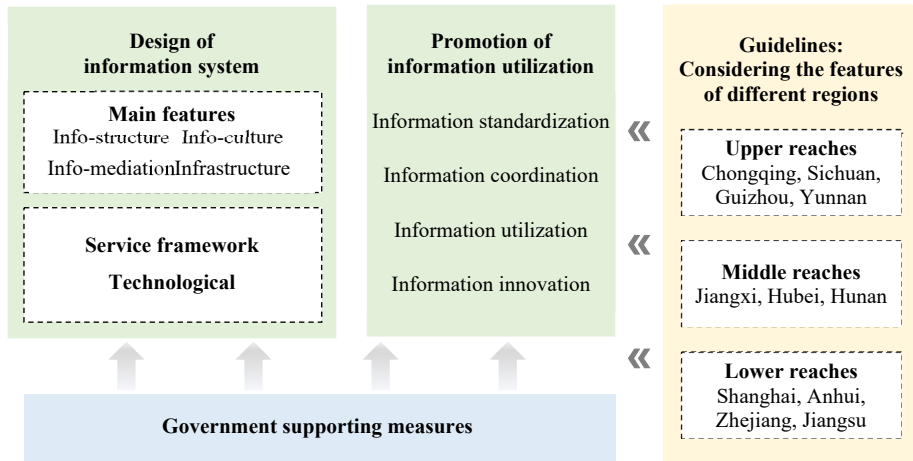 Design of
information system
Main features
Info-structure Info-culture
Info-mediationInfrastructure
Service framework
Technological
Promotion of
information utilization
Information standardization
Information coordination
Information utilization
Information innovation
Government supporting measures
Guidelines:
Considering the features
of different regions
Upper reaches
Chongqing, Sichuan,
Guizhou, Yunnan
Middle reaches
Jiangxi, Hubei, Hunan
Lower reaches
Shanghai, Anhui,
Zhejiang, Jiangsu